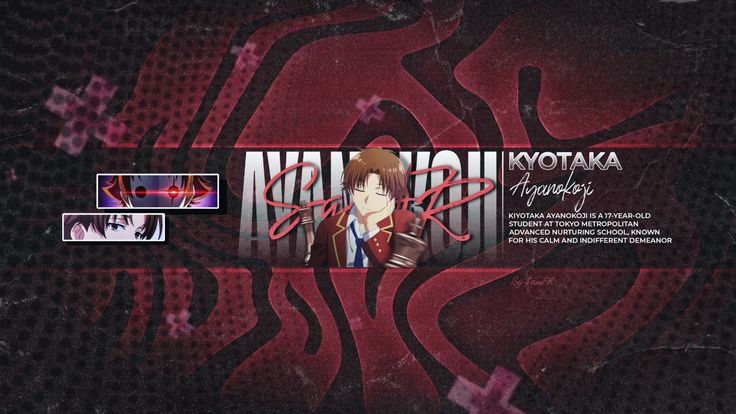 AYANOKOJI
SamFR
KYOTAKA
Ayanokoji
KIYOTAKA AYANOKOJI IS A 17-YEAR-OLD
STUDENT AT TOKYO METROPOLITAN
ADVANCED NURTURING SCHOOL, KNOWN
FOR HIS CALM AND INDIFFERENT DEMEANOR